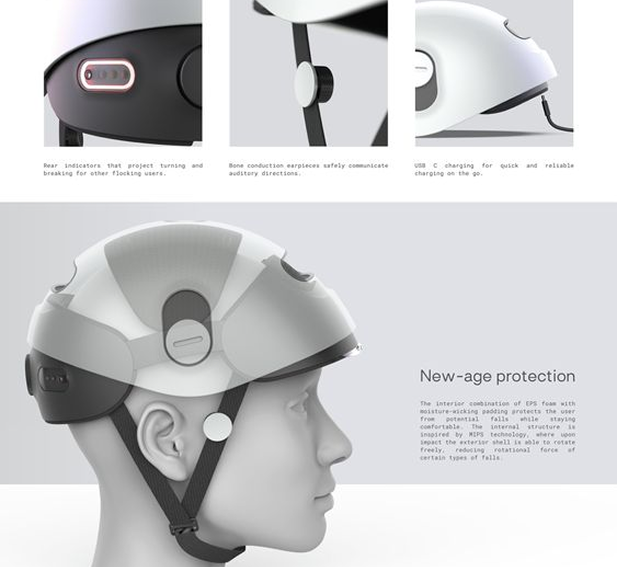 Rear indicators that project turning and
breaking for other flocking users.
Bone conduction earpieces safely communicate
auditory directions.
USB C charging for quick and reliable
charging on the go.
New-age protection
The interior combination of EPS foam with
moisture-wicking padding protects the user
from potential falls while staying
comfortable. The internal structure is
inspired by MIPS technology, where upon
impact the exterior shell is able to rotate
freely, reducing rotational force of
certain types of falls.